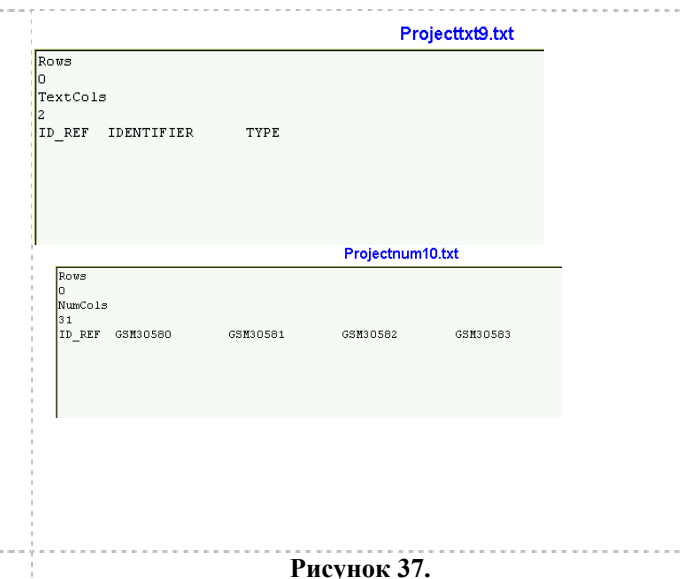 Projecttxt9.txt
Rows
0
TextCols
2
ID_REF IDENTIFIER TYPE
Projectnum10.txt
Rows
0
NumCols
31
ID_REF GSM30580 GSM30581 GSM30582 GSM30583
Рисунок 37.